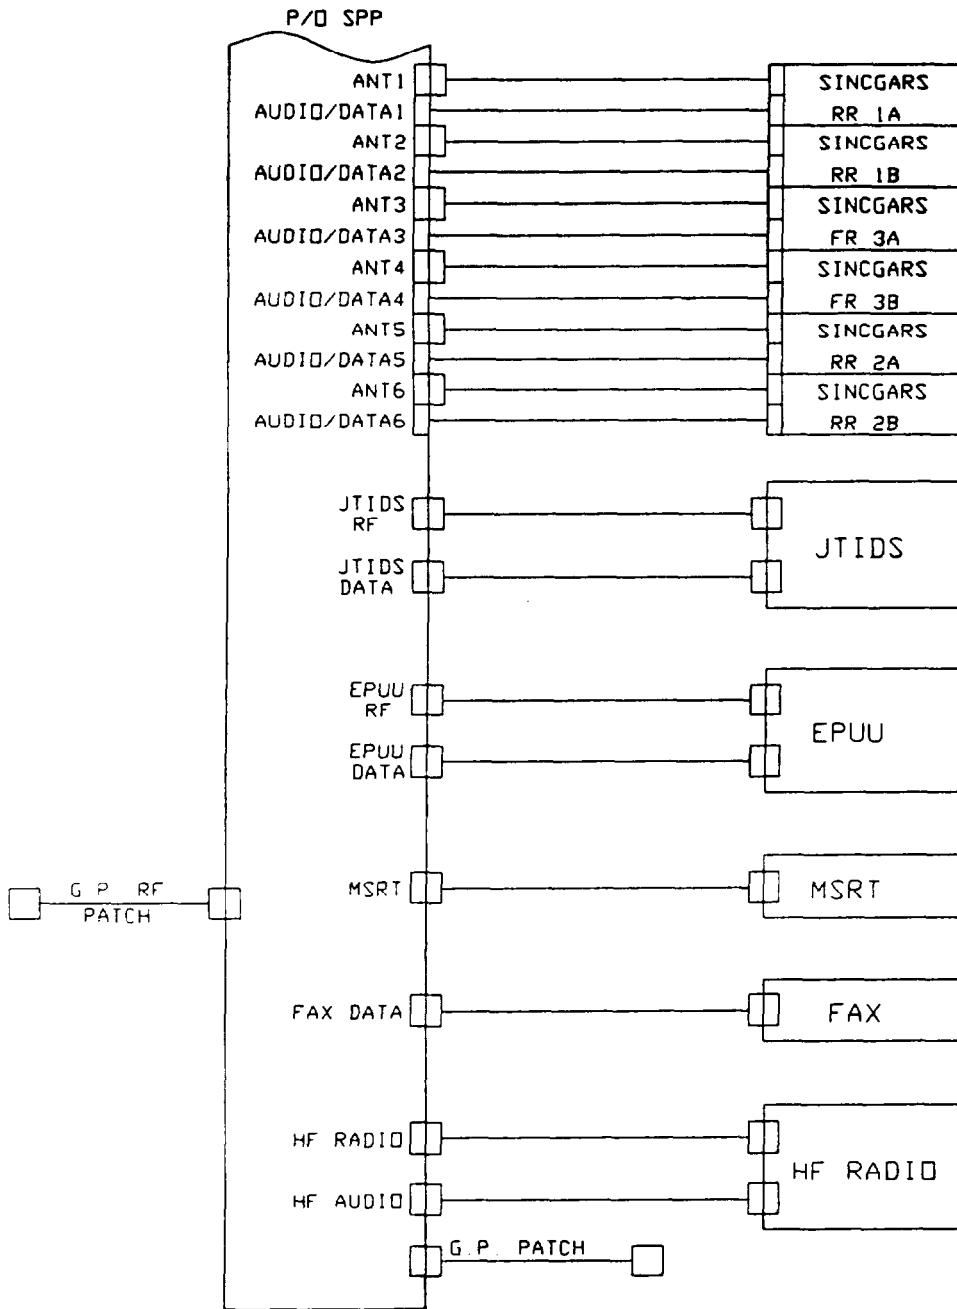 P/O SPP
ANT1
SINCGARS
AUDIO/DATA1
RR 1A
ANT2
SINCGARS
AUDIO/DATA2
RR 1B
ANT3
SINCGARS
AUDIO/DATA3
FR 3A
ANT4
SINCGARS
AUDIO/DATA4
FR 3B
ANT5
SINCGARS
AUDIO/DATA5
RR 2A
ANT6
SINCGARS
AUDIO/DATA6
RR 2B
JTIDS
RF
JTIDS
JTIDS
DATA
EPUU
RF
EPUU
EPUU
DATA
G.P. RF
PATCH
MSRT
MSRT
FAX DATA
FAX
HF RADIO
HF RADIO
HF AUDIO
G.P. PATCH